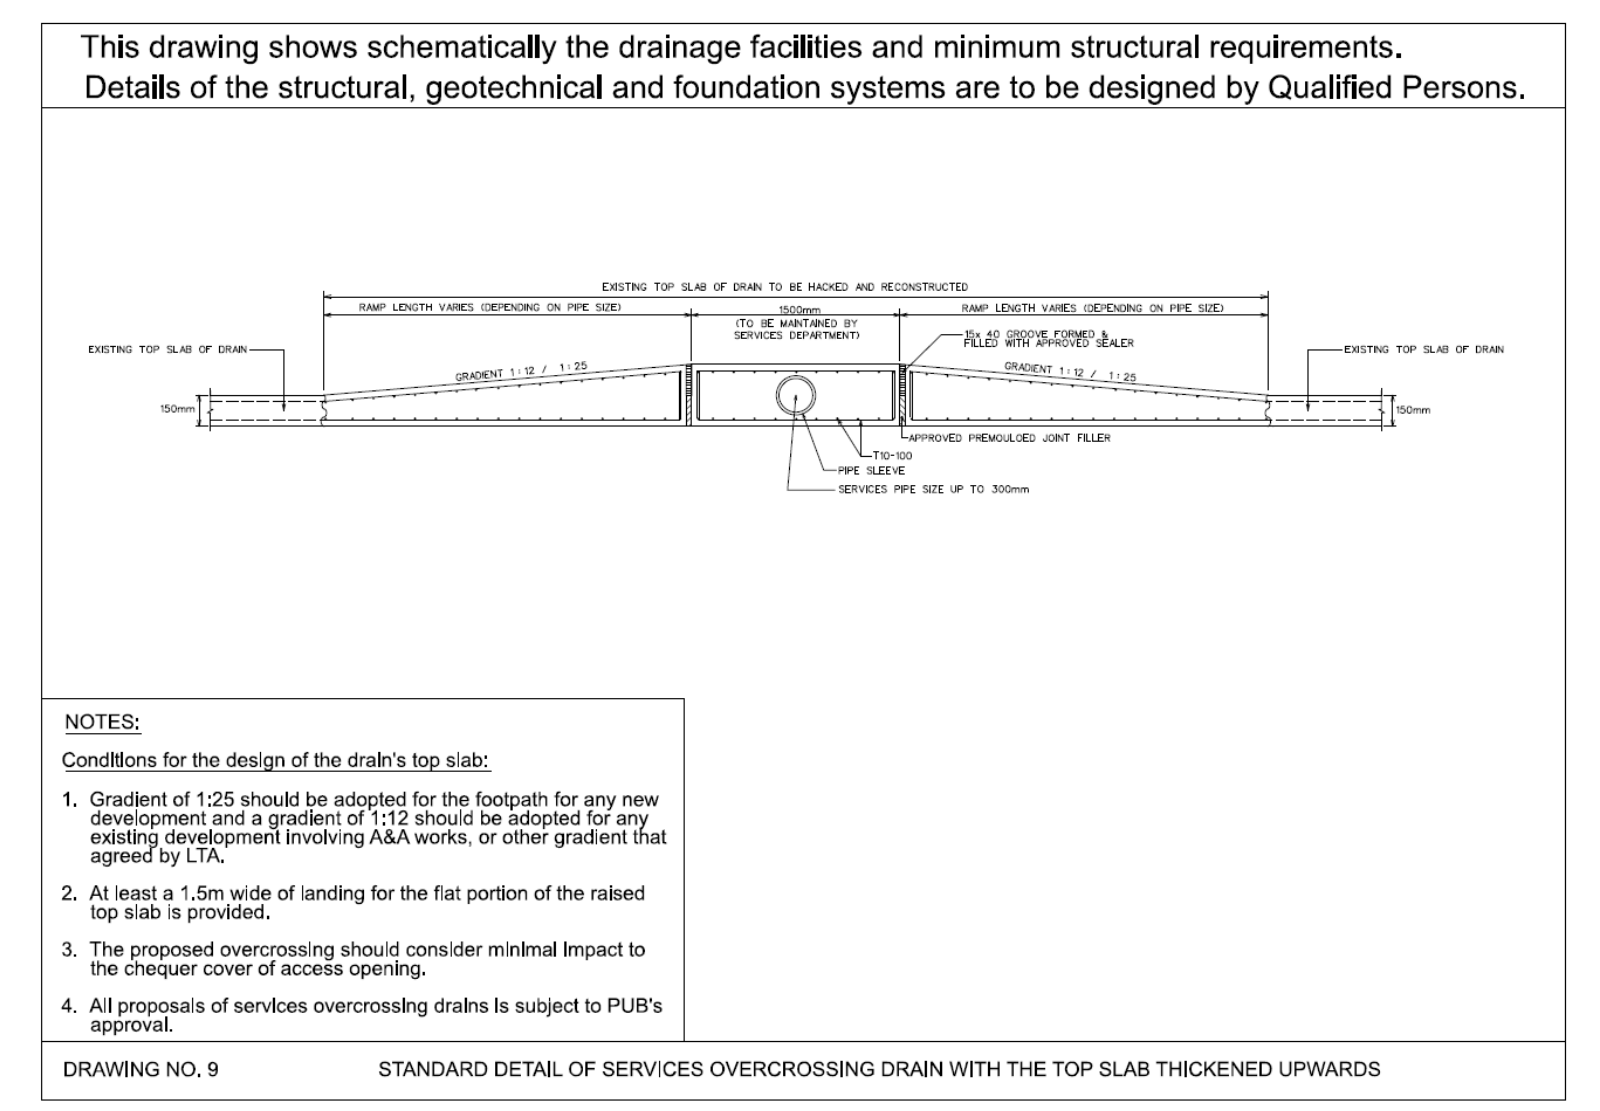 This drawing shows schematically the drainage facilities and minimum structural requirements.
Details of the structural, geotechnical and foundation systems are to be designed by Qualified Persons.
EXISTING TOP SLAB OF DRAIN TO BE HACKED AND RECONSTRUCTED
RAMP LENGTH VARIES (DEPENDING ON PIPE SIZE)
1500mm
(TO BE MAINTAINED BY
SERVICES DEPARTMENT)
RAMP LENGTH VARIES (DEPENDING ON PIPE SIZE)
15x 40 GROOVE FORMED &
FILLED WITH APPROVED SEALER
EXISTING TOP SLAB OF DRAIN
EXISTING TOP SLAB OF DRAIN
GRADIENT 1:12 / 1:25
GRADIENT 1:12 / 1:25
150mm
150mm
APPROVED PREMOULOED JOINT FILLER
T10-100
PIPE SLEEVE
SERVICES PIPE SIZE UP TO 300mm
NOTES:
Conditions for the design of the drain's top slab:
1. Gradient of 1:25 should be adopted for the footpath for any new
development and a gradient of 1:12 should be adopted for any
existing development involving A&A works, or other gradient that
agreed by LTA.
2. At least a 1.5m wide of landing for the flat portion of the raised
top slab is provided.
3. The proposed overcrossing should consider minimal impact to
the chequer cover of access opening.
4. All proposals of services overcrossing drains is subject to PUB's
approval.
DRAWING NO. 9
STANDARD DETAIL OF SERVICES OVERCROSSING DRAIN WITH THE TOP SLAB THICKENED UPWARDS